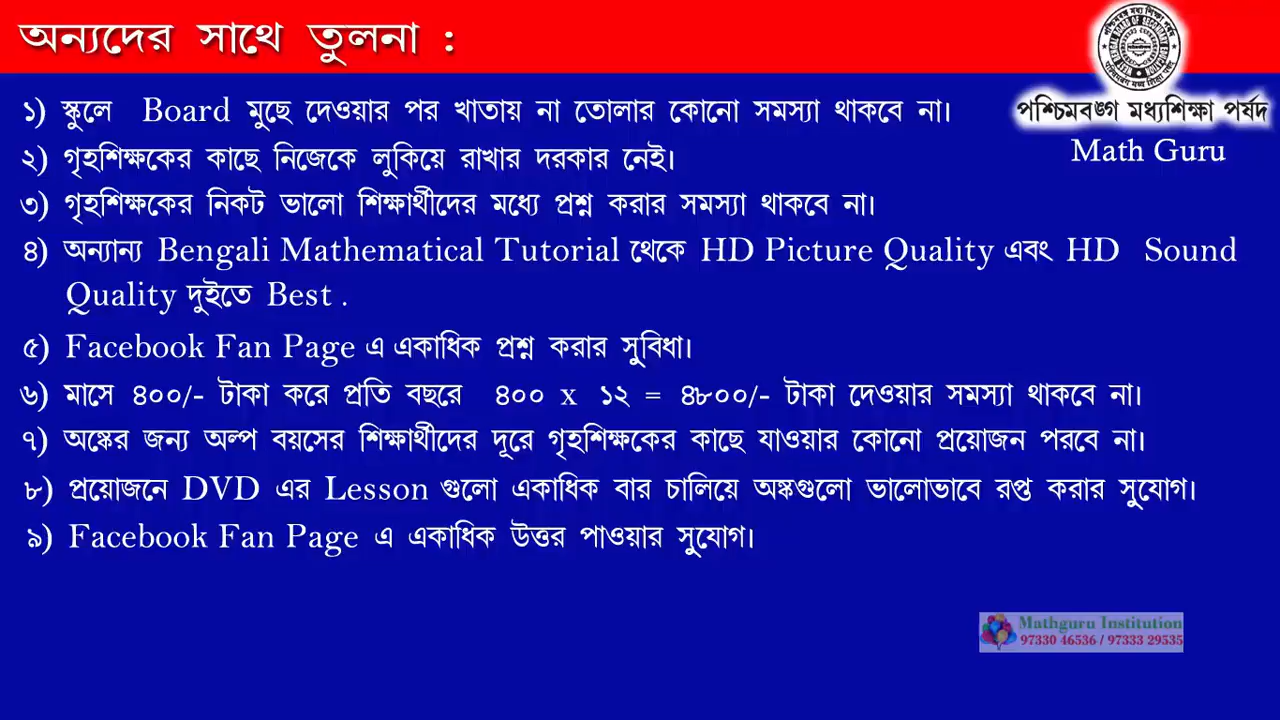 অন্যদের সাথে তুলনা :
১) স্কুলে Board মুছে দেওয়ার পর খাতায় না তোলার কোনো সমস্যা থাকবে না।
পশ্চিমবঙ্গ মধ্যশিক্ষা পর্ষদ
Math Guru
২) গৃহশিক্ষকের কাছে নিজেকে লুকিয়ে রাখার দরকার নেই।
৩) গৃহশিক্ষকের নিকট ভালো শিক্ষার্থীদের মধ্যে প্রশ্ন করার সমস্যা থাকবে না।
৪) অন্যান্য Bengali Mathematical Tutorial থেকে HD Picture Quality এবং HD Sound
Quality দুইতে Best .
৫) Facebook Fan Page এ একাধিক প্রশ্ন করার সুবিধা।
৬) মাসে ৪০০/- টাকা করে প্রতি বছরে ৪০০ x ১২ = ৪৮০০/- টাকা দেওয়ার সমস্যা থাকবে না।
৭) অঙ্কের জন্য অল্প বয়সের শিক্ষার্থীদের দূরে গৃহশিক্ষকের কাছে যাওয়ার কোনো প্রয়োজন পরবে না।
৮) প্রয়োজনে DVD এর Lesson গুলো একাধিক বার চালিয়ে অঙ্কগুলো ভালোভাবে রপ্ত করার সুযোগ।
৯) Facebook Fan Page এ একাধিক উত্তর পাওয়ার সুযোগ।
Mathguru Institution
97330 46536 / 97333 29535